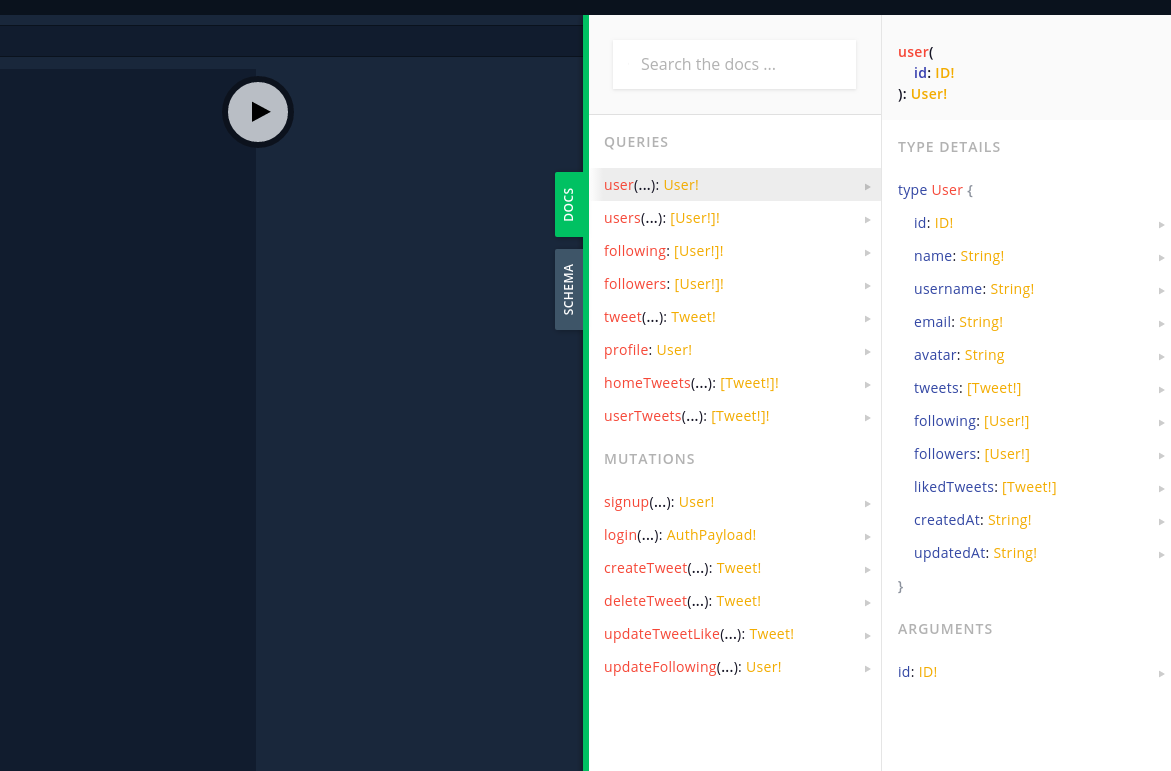 DOCS
SCHEMA
Search the docs ...
QUERIES
user(...): User!
users(...): [User!]!
following: [User!]!
followers: [User!]!
tweet(...): Tweet!
profile: User!
homeTweets(...): [Tweet!]!
userTweets(...): [Tweet!]!
MUTATIONS
signup(...): User!
login(...): AuthPayload!
createTweet(...): Tweet!
deleteTweet(...): Tweet!
updateTweetLike(...): Tweet!
updateFollowing(...): User!
user(
id: ID!
): User!
TYPE DETAILS
type User {
id: ID!
name: String!
username: String!
email: String!
avatar: String
tweets: [Tweet!]
following: [User!]
followers: [User!]
likedTweets: [Tweet!]
createdAt: String!
updatedAt: String!
}
ARGUMENTS
id: ID!